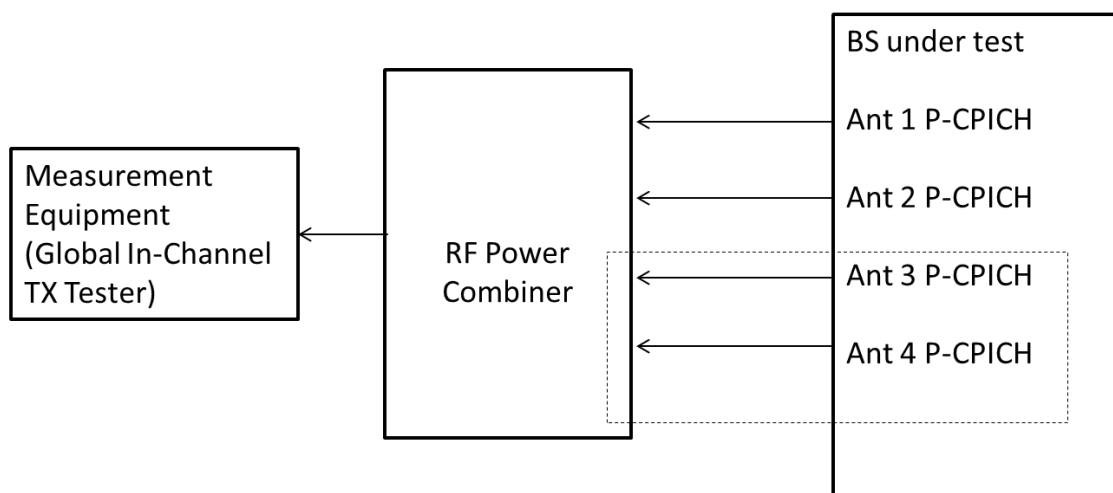 Measurement
Equipment
(Global In-Channel
TX Tester)
RF Power
Combiner
BS under test
Ant 1 P-CPICH
Ant 2 P-CPICH
Ant 3 P-CPICH
Ant 4 P-CPICH